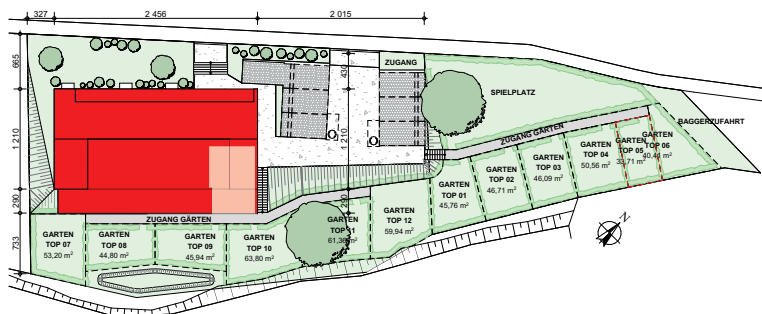 327
2 456
2 015
665
1 210
290
733
430
1 210
290
ZUGANG
SPIELPLATZ
BAGGERZUFAHRT
ZUGANG GÄRTEN
ZUGANG GÄRTEN
GARTEN
TOP 06
40,44 m²
GARTEN
TOP 05
33,71 m²
GARTEN
TOP 04
50,56 m²
GARTEN
TOP 03
46,09 m²
GARTEN
TOP 02
46,71 m²
GARTEN
TOP 01
45,76 m²
GARTEN
TOP 12
59,94 m²
GARTEN
TOP 11
61,36 m²
GARTEN
TOP 10
63,80 m²
GARTEN
TOP 09
45,94 m²
GARTEN
TOP 08
44,80 m²
GARTEN
TOP 07
53,20 m²
N